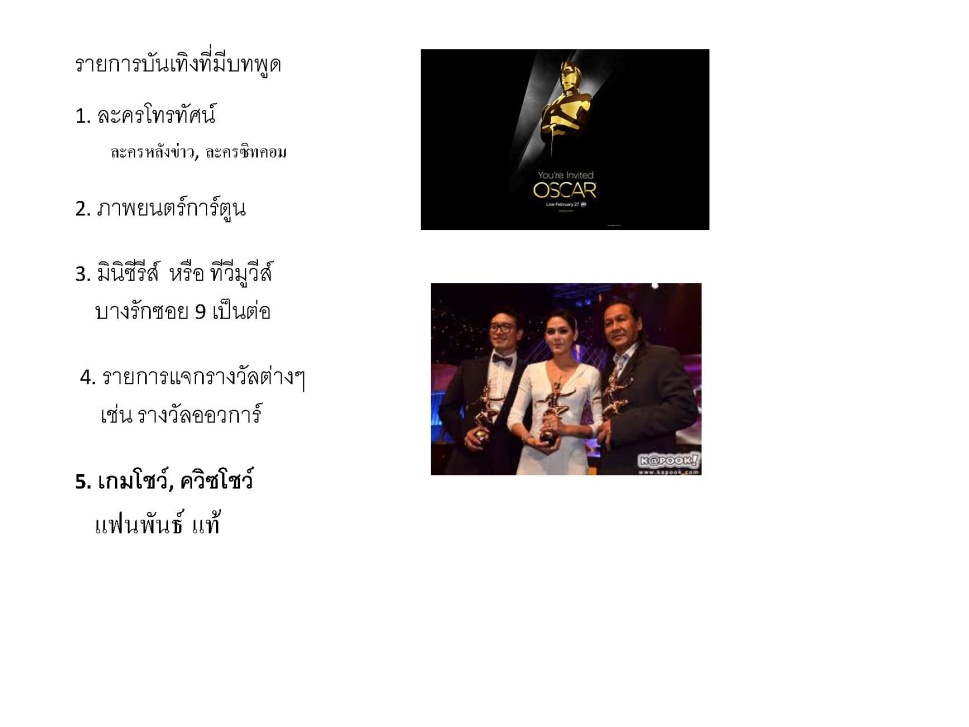 รายการบันเทิงที่มีบทพูด
1. ละครโทรทัศน์
ละครหลังข่าว, ละครซิทคอม
2. ภาพยนตร์การ์ตูน
3. มินิซีรีส์ หรือ ทีวีมูวีส์
บางรักซอย 9 เป็นต่อ
4. รายการแจกรางวัลต่างๆ
เช่น รางวัลออวการ์
5. เกมโชว์, ควิซโชว์
แฟนพันธ์ แท้
You're Invited
OSCAR
Live February 27
K@POOK!
www.kapook.com